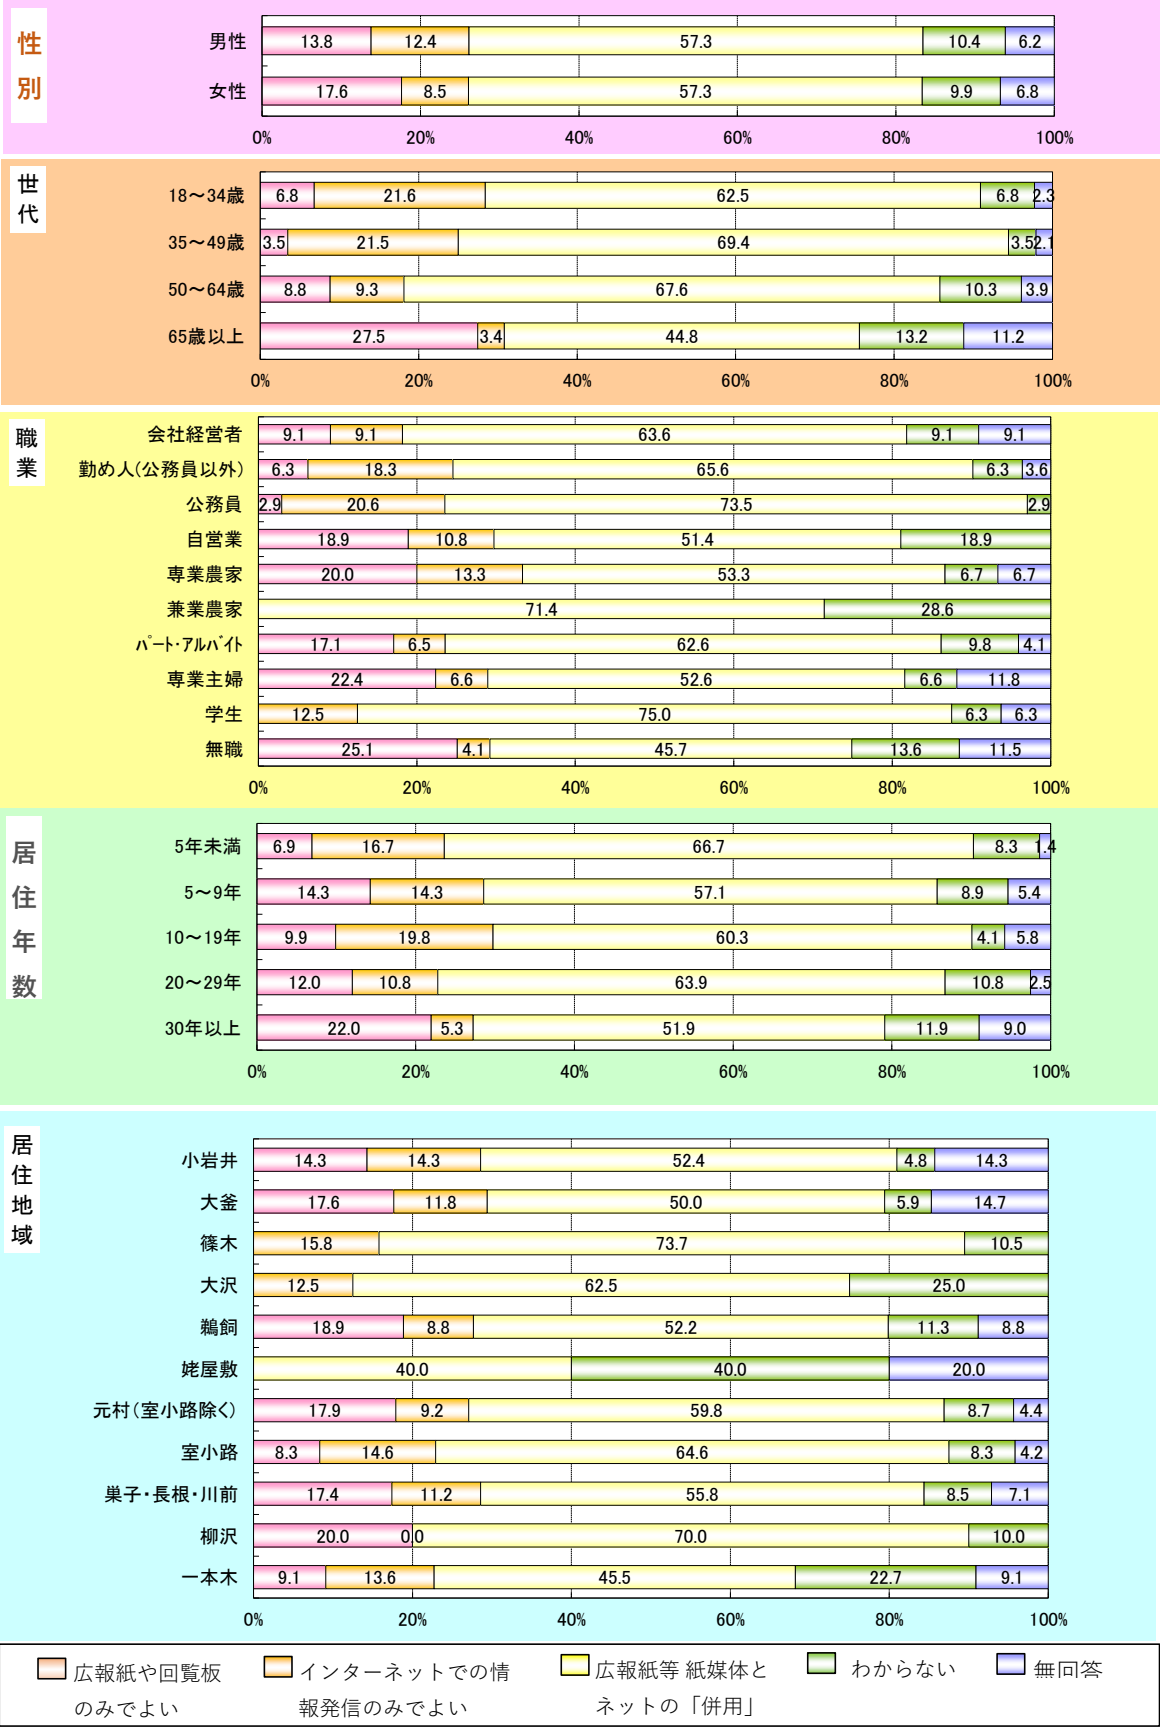 性
別
男性 13.8 12.4 57.3 10.4 6.2
女性 17.6 8.5 57.3 9.9 6.8
0% 20% 40% 60% 80% 100%
世
代
18～34歳 6.8 21.6 62.5 6.8 2.3
35～49歳 3.5 21.5 69.4 3.5 2.1
50～64歳 8.8 9.3 67.6 10.3 3.9
65歳以上 27.5 3.4 44.8 13.2 11.2
0% 20% 40% 60% 80% 100%
職
業
会社経営者 9.1 9.1 63.6 9.1 9.1
勤め人(公務員以外) 6.3 18.3 65.6 6.3 3.6
公務員 2.9 20.6 73.5 2.9
自営業 18.9 10.8 51.4 18.9
専業農家 20.0 13.3 53.3 6.7 6.7
兼業農家 71.4 28.6
ﾊﾟｰﾄ･ｱﾙﾊﾞｲﾄ 17.1 6.5 62.6 9.8 4.1
専業主婦 22.4 6.6 52.6 6.6 11.8
学生 12.5 75.0 6.3 6.3
無職 25.1 4.1 45.7 13.6 11.5
0% 20% 40% 60% 80% 100%
居
住
年
数
5年未満 6.9 16.7 66.7 8.3 1.4
5～9年 14.3 14.3 57.1 8.9 5.4
10～19年 9.9 19.8 60.3 4.1 5.8
20～29年 12.0 10.8 63.9 10.8 2.5
30年以上 22.0 5.3 51.9 11.9 9.0
0% 20% 40% 60% 80% 100%
居
住
地
域
小岩井 14.3 14.3 52.4 4.8 14.3
大釜 17.6 11.8 50.0 5.9 14.7
篠木 15.8 73.7 10.5
大沢 12.5 62.5 25.0
鵜飼 18.9 8.8 52.2 11.3 8.8
姥屋敷 40.0 40.0 20.0
元村(室小路除く) 17.9 9.2 59.8 8.7 4.4
室小路 8.3 14.6 64.6 8.3 4.2
巣子・長根・川前 17.4 11.2 55.8 8.5 7.1
柳沢 20.0 0.0 70.0 10.0
一本木 9.1 13.6 45.5 22.7 9.1
0% 20% 40% 60% 80% 100%
広報紙や回覧板
のみでよい
インターネットでの情
報発信のみでよい
広報紙等 紙媒体と
ネットの「併用」
わからない
無回答